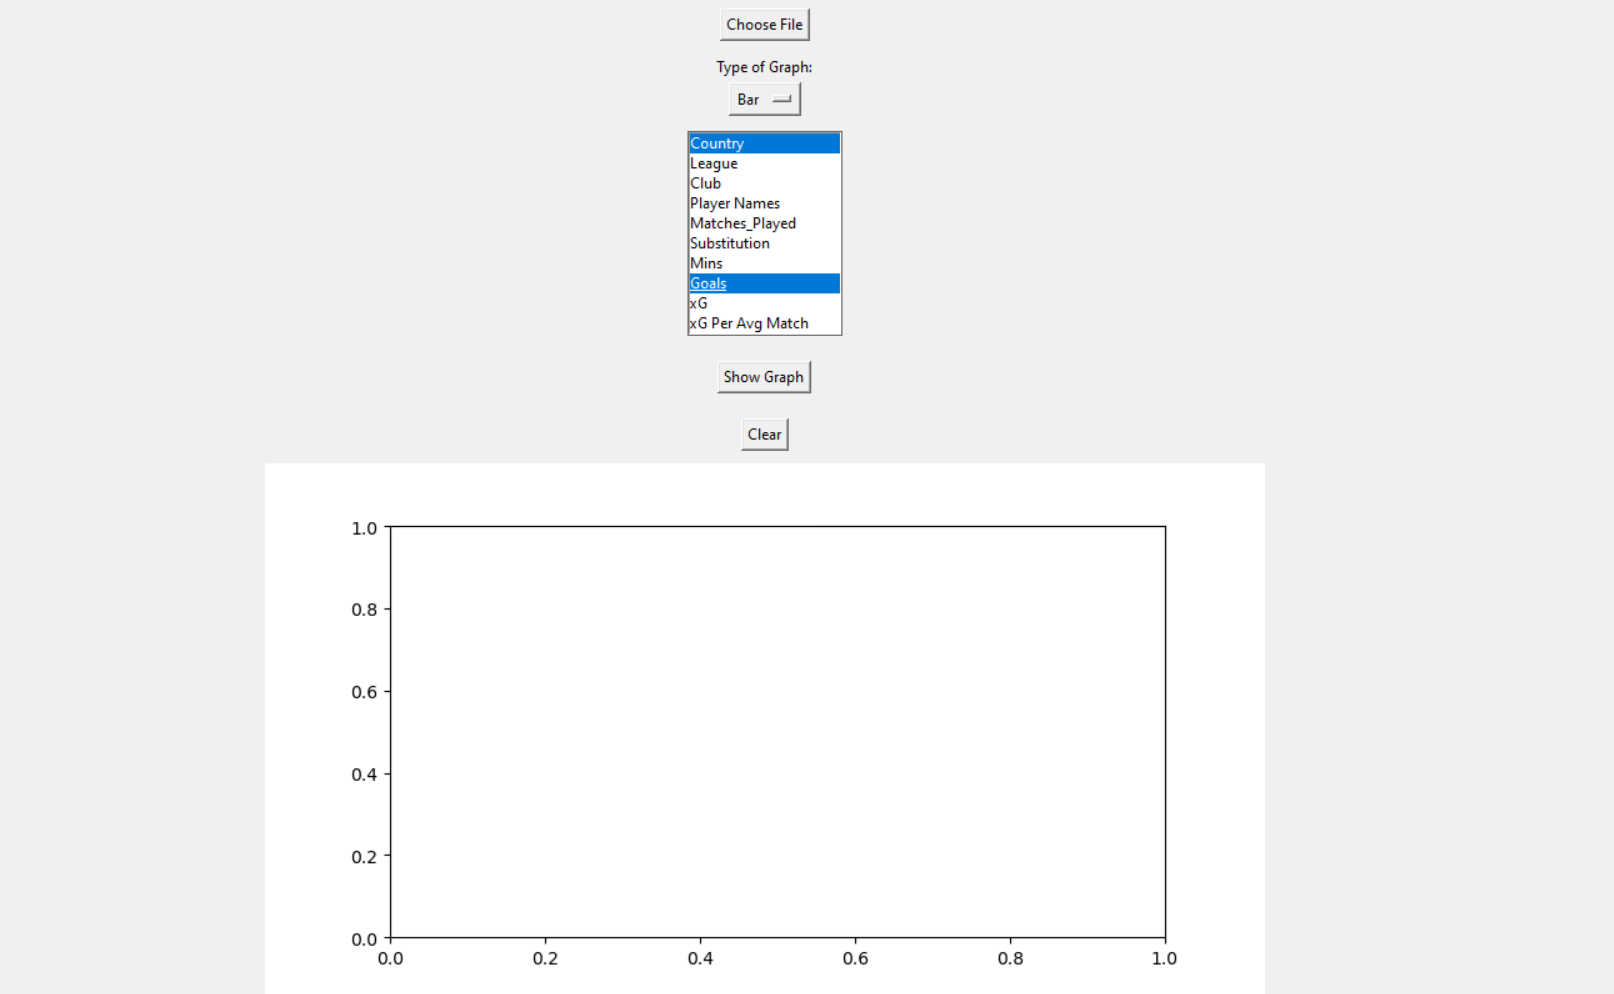 Choose File
Type of Graph:
Bar
Country
League
Club
Player Names
Matches_Played
Substitution
Mins
Goals
xG
xG Per Avg Match
Show Graph
Clear
1.0
0.8
0.6
0.4
0.2
0.0
0.0 0.2 0.4 0.6 0.8 1.0